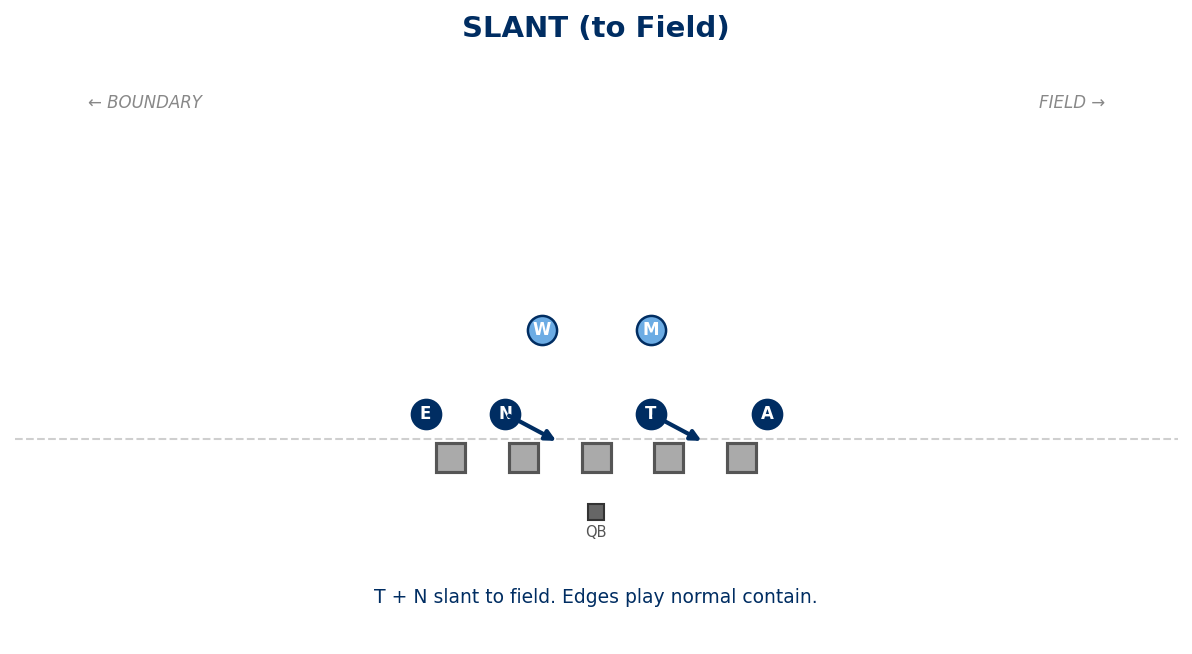 SLANT (to Field)
← BOUNDARY
FIELD →
W
M
E
N
T
A
QB
T + N slant to field. Edges play normal contain.